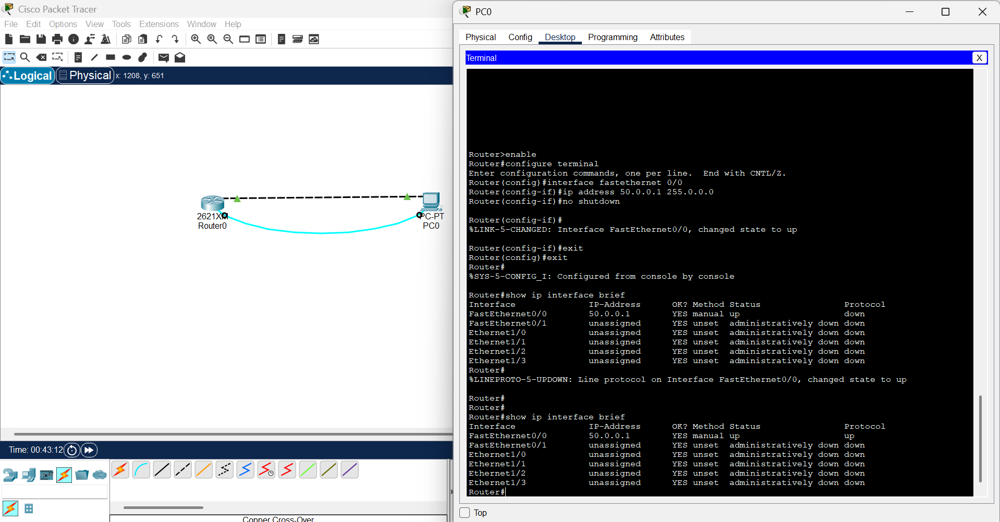 Cisco Packet Tracer
File Edit Options View Tools Extensions Window Help
Logical Physical x: 1208, y: 651
2621XM
Router0
PC-PT
PC0
Time: 00:43:12
Copper Cross-Over
PC0
Physical Config Desktop Programming Attributes
Terminal X
Router>enable
Router#configure terminal
Enter configuration commands, one per line.  End with CNTL/Z.
Router(config)#interface fastethernet 0/0
Router(config-if)#ip address 50.0.0.1 255.0.0.0
Router(config-if)#no shutdown
Router(config-if)#
%LINK-5-CHANGED: Interface FastEthernet0/0, changed state to up
Router(config-if)#exit
Router(config)#exit
Router#
%SYS-5-CONFIG_I: Configured from console by console
Router#show ip interface brief
Interface IP-Address OK? Method Status Protocol
FastEthernet0/0 50.0.0.1 YES manual up down
FastEthernet0/1 unassigned YES unset administratively down down
Ethernet1/0 unassigned YES unset administratively down down
Ethernet1/1 unassigned YES unset administratively down down
Ethernet1/2 unassigned YES unset administratively down down
Ethernet1/3 unassigned YES unset administratively down down
Router#
%LINEPROTO-5-UPDOWN: Line protocol on Interface FastEthernet0/0, changed state to up
Router#
Router#
Router#show ip interface brief
Interface IP-Address OK? Method Status Protocol
FastEthernet0/0 50.0.0.1 YES manual up up
FastEthernet0/1 unassigned YES unset administratively down down
Ethernet1/0 unassigned YES unset administratively down down
Ethernet1/1 unassigned YES unset administratively down down
Ethernet1/2 unassigned YES unset administratively down down
Ethernet1/3 unassigned YES unset administratively down down
Router#
Top